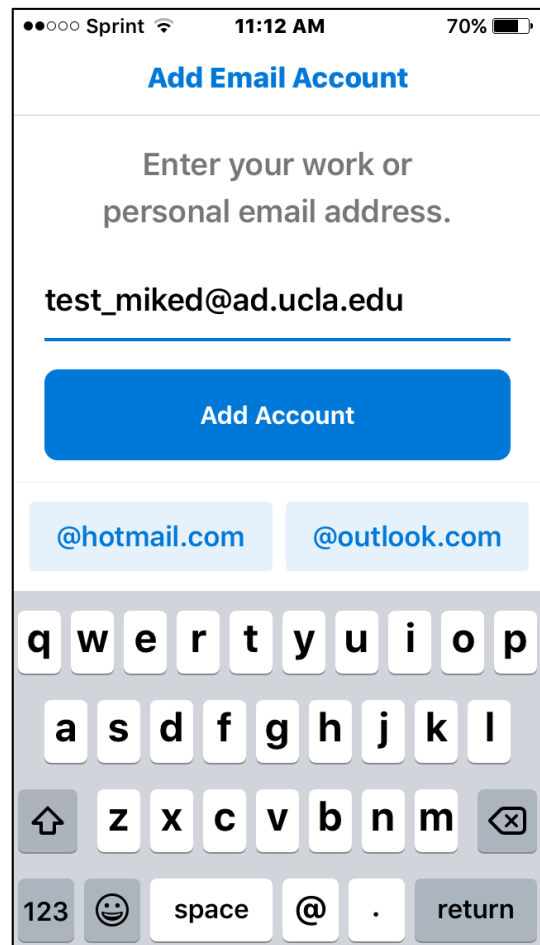 Sprint 11:12 AM 70%
Add Email Account
Enter your work or
personal email address.
test_miked@ad.ucla.edu
Add Account
@hotmail.com @outlook.com
q w e r t y u i o p
a s d f g h j k l
z x c v b n m
123 space @ . return